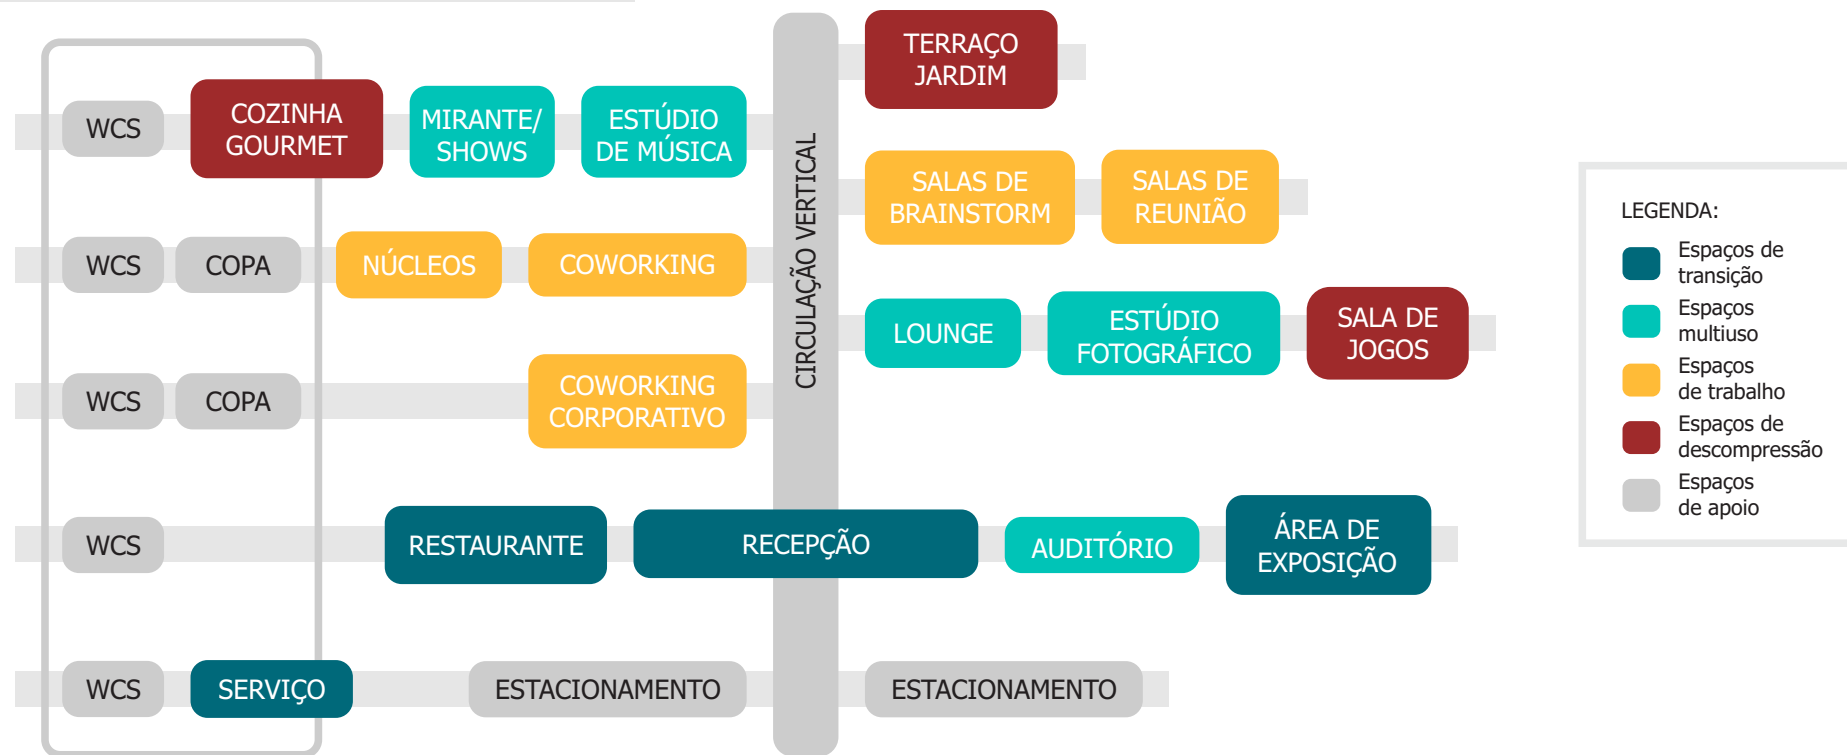 TERRAÇO
JARDIM
WCS
COZINHA
GOURMET
MIRANTE/
SHOWS
ESTÚDIO
DE MÚSICA
CIRCULAÇÃO VERTICAL
SALAS DE
BRAINSTORM
SALAS DE
REUNIÃO
WCS
COPA
NÚCLEOS
COWORKING
LOUNGE
ESTÚDIO
FOTOGRÁFICO
SALA DE
JOGOS
WCS
COPA
COWORKING
CORPORATIVO
WCS
RESTAURANTE
RECEPÇÃO
AUDITÓRIO
ÁREA DE
EXPOSIÇÃO
WCS
SERVIÇO
ESTACIONAMENTO
ESTACIONAMENTO
LEGENDA:
Espaços de
transição
Espaços
multiuso
Espaços
de trabalho
Espaços de
descompressão
Espaços
de apoio